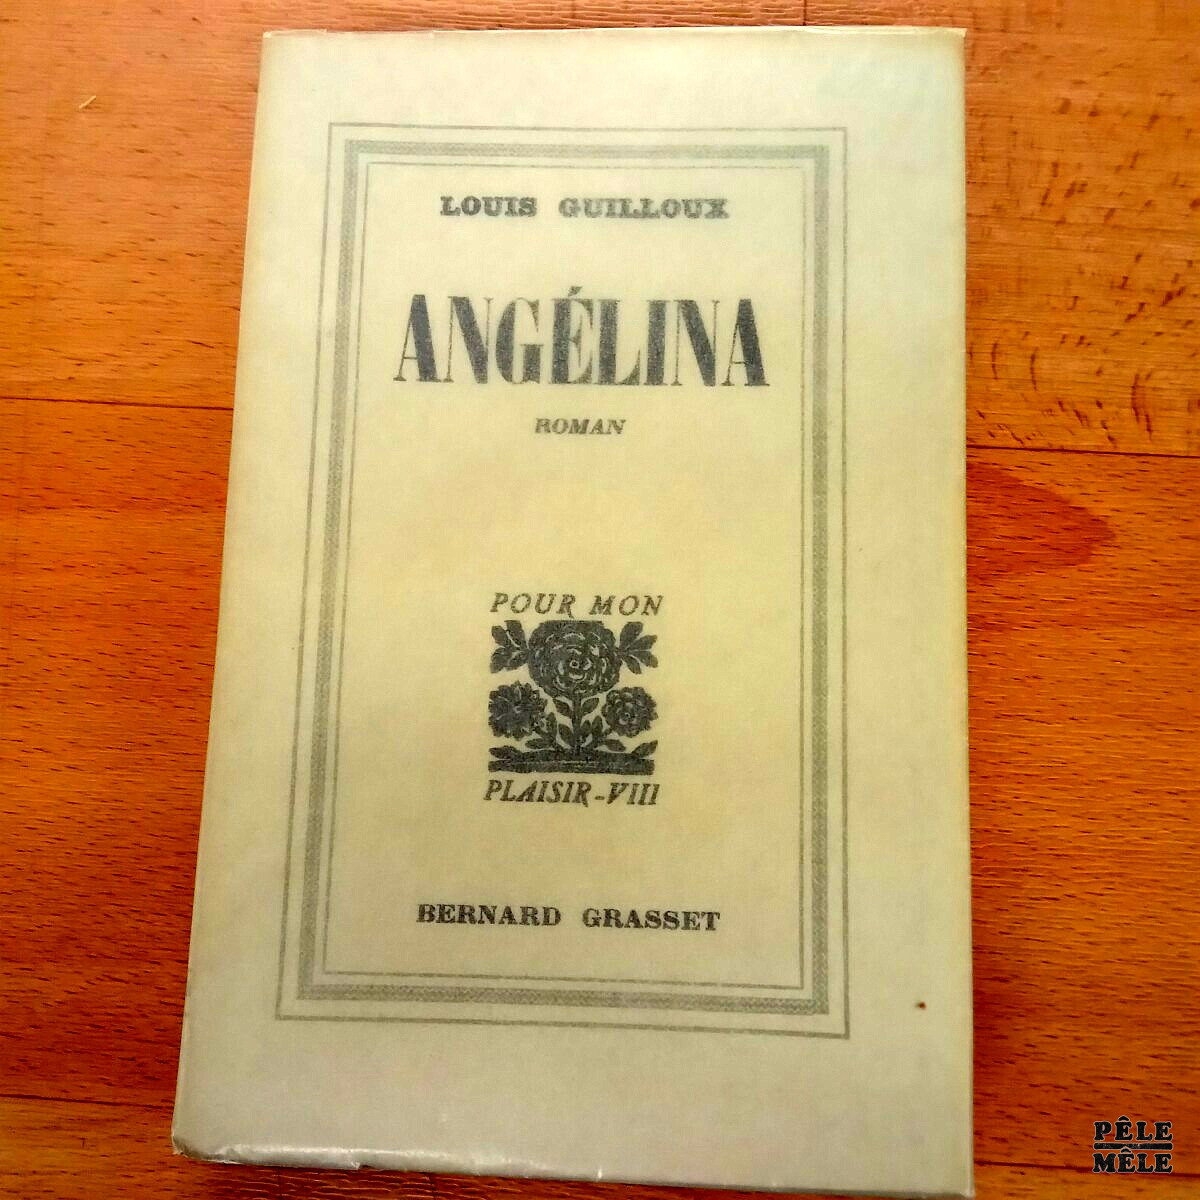 LOUIS GUILLOUX
ANGÉLINA
ROMAN
POUR MON
PLAISIR-VIII
BERNARD GRASSET
PÊLE
MÊLE